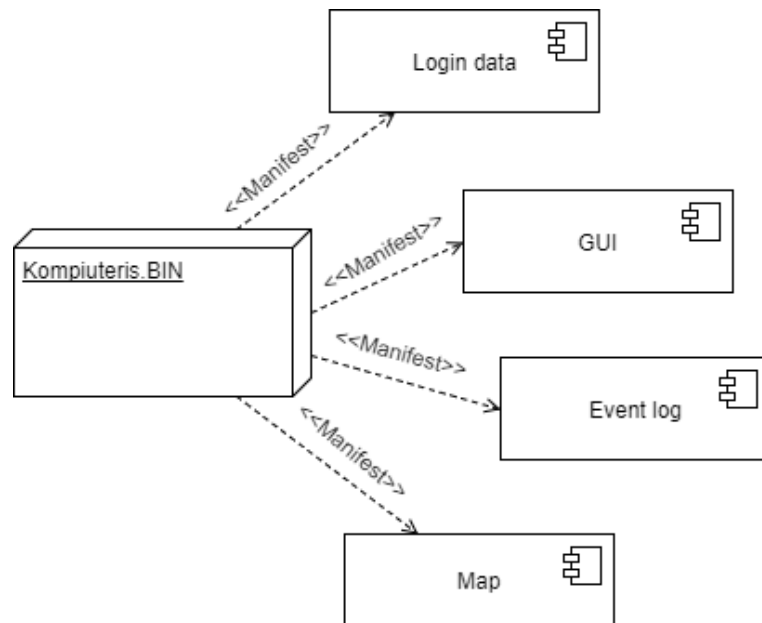 Login data
<<Manifest>>
GUI
<<Manifest>>
Kompiuteris.BIN
<<Manifest>>
Event log
<<Manifest>>
Map